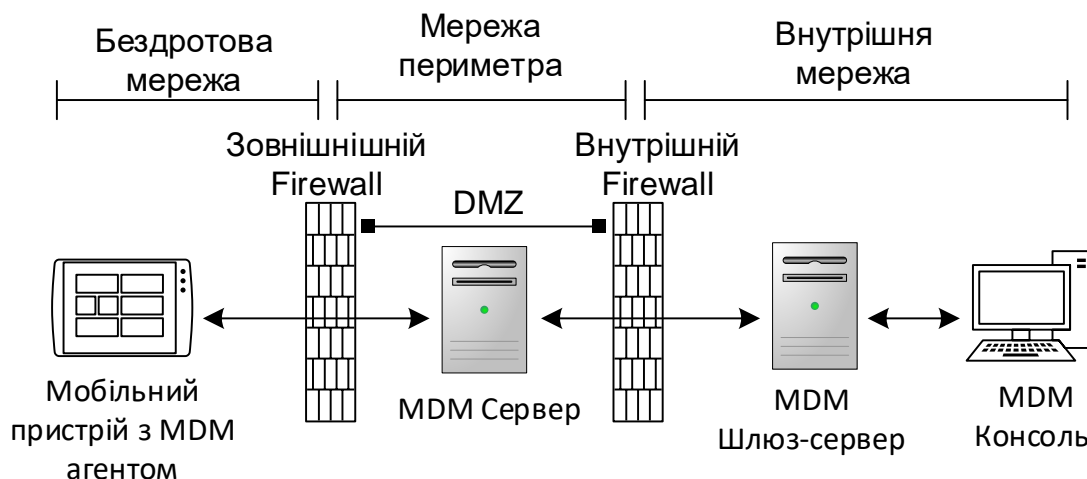 Бездротова
мережа
Мережа
периметра
Внутрішня
мережа
Зовнішнішній
Firewall
Внутрішній
Firewall
DMZ
Мобільний
пристрій з MDM
агентом
MDM Сервер
MDM
Шлюз-сервер
MDM
Консоль